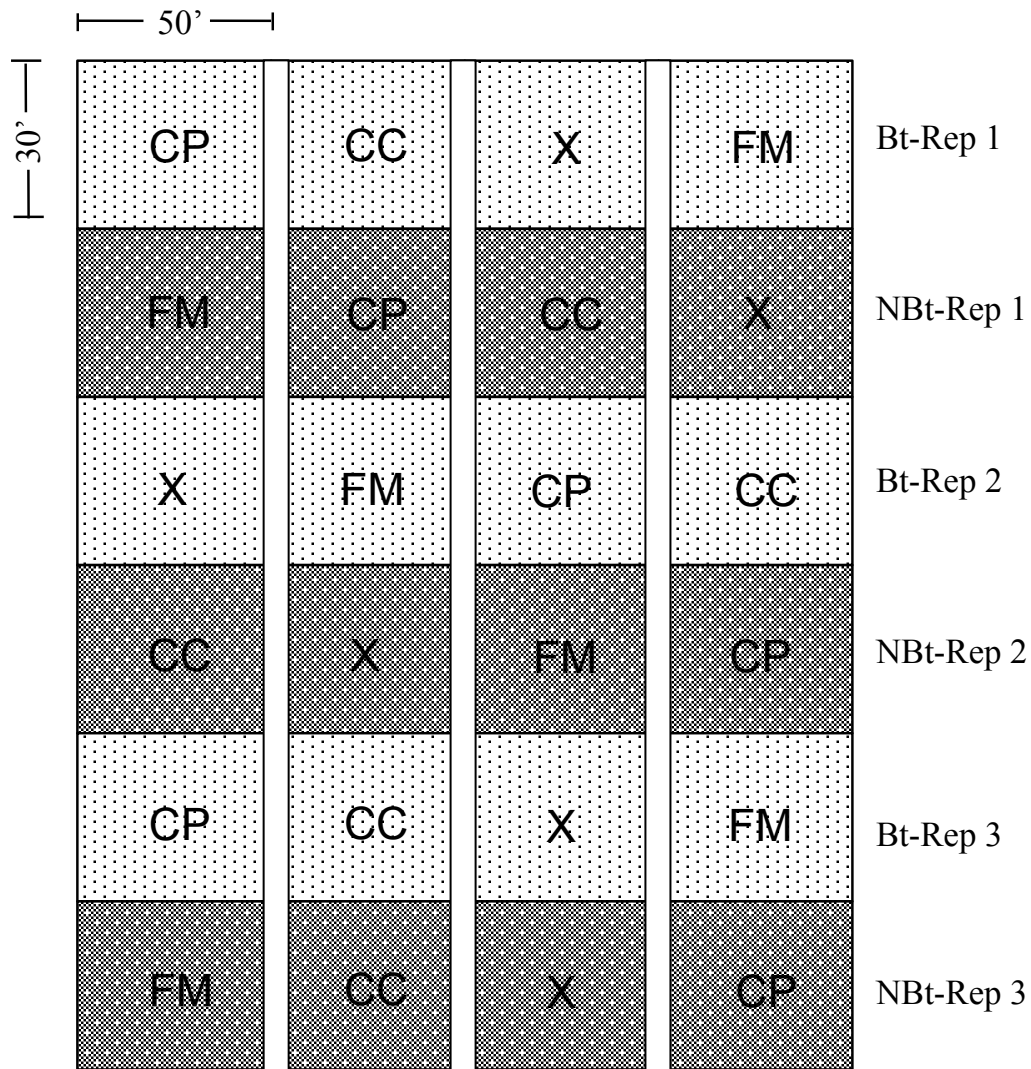 50’
30’
CP CC X FM Bt-Rep 1
FM CP CC X NBt-Rep 1
X FM CP CC Bt-Rep 2
CC X FM CP NBt-Rep 2
CP CC X FM Bt-Rep 3
FM CC X CP NBt-Rep 3